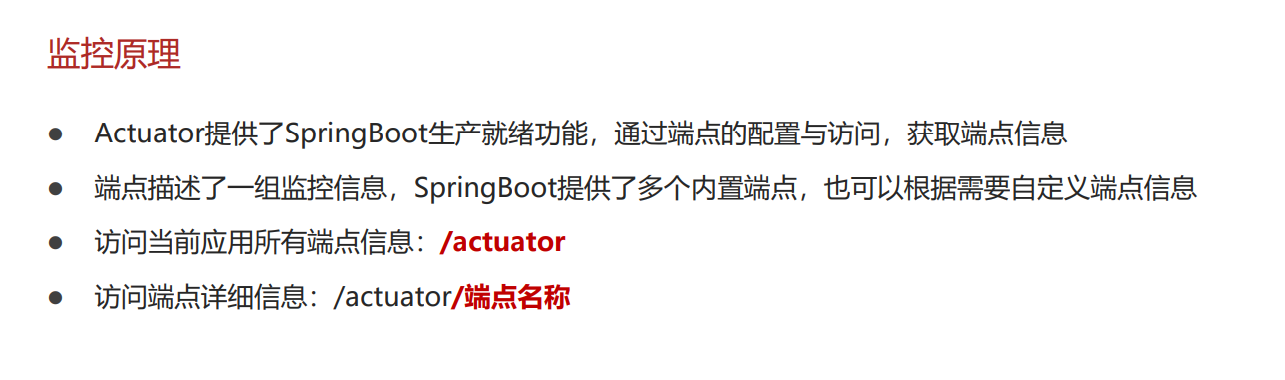 监控原理
● Actuator提供了SpringBoot生产就绪功能，通过端点的配置与访问，获取端点信息
● 端点描述了一组监控信息，SpringBoot提供了多个内置端点，也可以根据需要自定义端点信息
● 访问当前应用所有端点信息：/actuator
● 访问端点详细信息：/actuator/端点名称